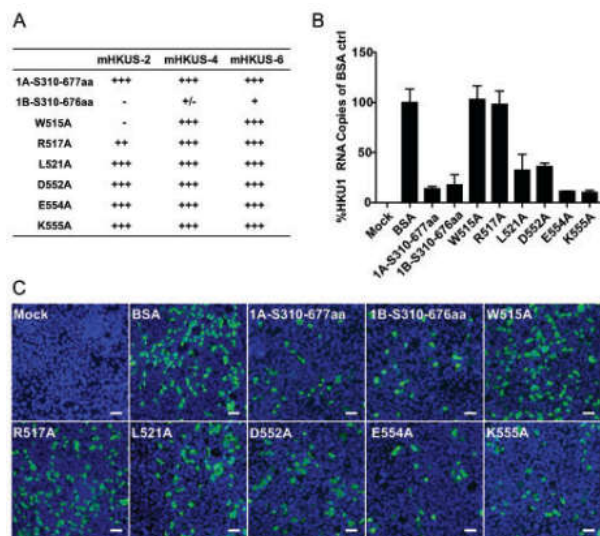 A
mHKUS-2 mHKUS-4 mHKUS-6
1A-S310-677aa +++ +++ +++
1B-S310-676aa - +/- +
W515A - +++ +++
R517A ++ +++ +++
L521A +++ +++ +++
D552A +++ +++ +++
E554A +++ +++ +++
K555A +++ +++ +++
B
%HKU1 RNA Copies of BSA ctrl
150
100
50
0
Mock
BSA
1A-S310-677aa
1B-S310-676aa
W515A
R517A
L521A
D552A
E554A
K555A
C
Mock BSA 1A-S310-677aa 1B-S310-676aa W515A
R517A L521A D552A E554A K555A